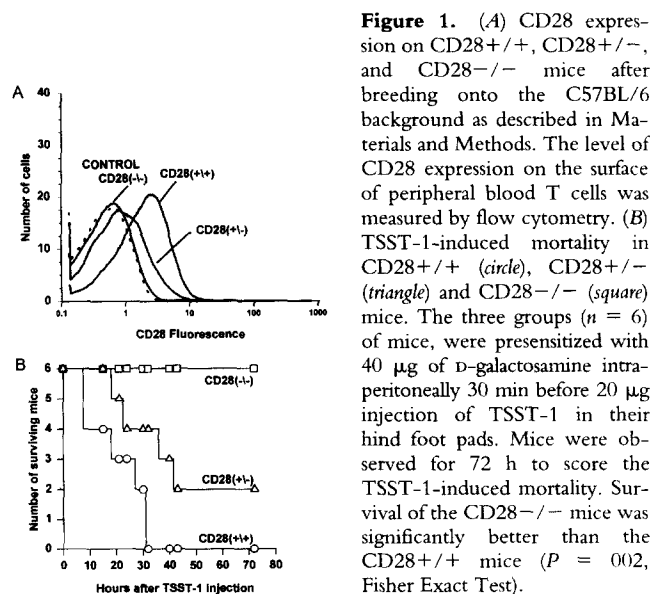 A
40
30
20
10
0
Number of cells
CONTROL
CD28(-\-)
CD28(+\+)
CD28(+\-)
0.1 1 10 100 1000
CD28 Fluorescence
B
6
5
4
3
2
1
0
Number of surviving mice
CD28(-\-)
CD28(+\-)
CD28(+\+)
0 10 20 30 40 50 60 70 80
Hours after TSST-1 injection
Figure 1. (A) CD28 expres-
sion on CD28+/+, CD28+/−,
and CD28−/− mice after
breeding onto the C57BL/6
background as described in Ma-
terials and Methods. The level of
CD28 expression on the surface
of peripheral blood T cells was
measured by flow cytometry. (B)
TSST-1-induced mortality in
CD28+/+ (circle), CD28+/−
(triangle) and CD28−/− (square)
mice. The three groups (n = 6)
of mice, were presensitized with
40 μg of D-galactosamine intra-
peritoneally 30 min before 20 μg
injection of TSST-1 in their
hind foot pads. Mice were ob-
served for 72 h to score the
TSST-1-induced mortality. Sur-
vival of the CD28−/− mice was
significantly better than the
CD28+/+ mice (P = 002,
Fisher Exact Test).